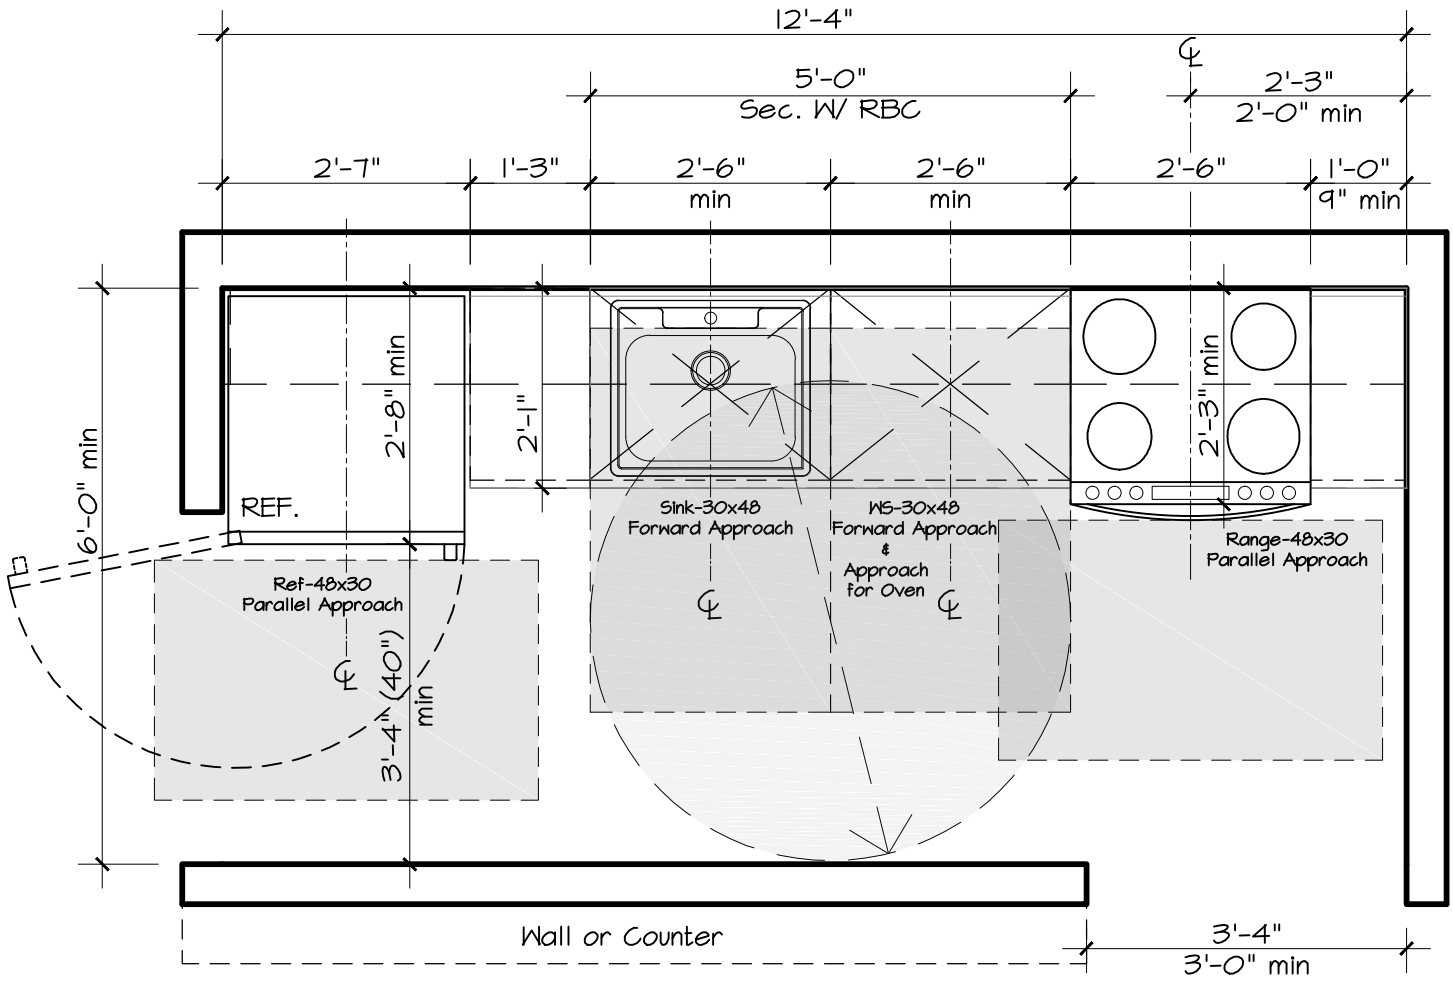 12'-4"
℄
5'-0"
Sec. W/ RBC
2'-3"
2'-0" min
2'-7"
1'-3"
2'-6"
min
2'-6"
min
2'-6"
1'-0"
9" min
6'-0" min
2'-8" min
2'-1"
2'-3" min
REF.
Sink-30x48
Forward Approach
WS-30x48
Forward Approach
&
Approach
for Oven
Range-48x30
Parallel Approach
Ref-48x30
Parallel Approach
℄
℄
℄
3'-4" (40")
min
Wall or Counter
3'-4"
3'-0" min